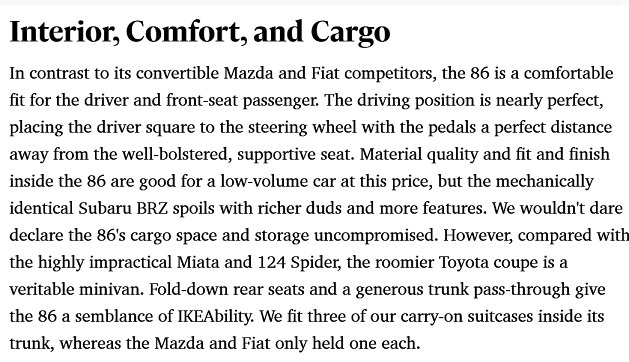 Interior, Comfort, and Cargo
In contrast to its convertible Mazda and Fiat competitors, the 86 is a comfortable
fit for the driver and front-seat passenger. The driving position is nearly perfect,
placing the driver square to the steering wheel with the pedals a perfect distance
away from the well-bolstered, supportive seat. Material quality and fit and finish
inside the 86 are good for a low-volume car at this price, but the mechanically
identical Subaru BRZ spoils with richer duds and more features. We wouldn't dare
declare the 86's cargo space and storage uncompromised. However, compared with
the highly impractical Miata and 124 Spider, the roomier Toyota coupe is a
veritable minivan. Fold-down rear seats and a generous trunk pass-through give
the 86 a semblance of IKEAbility. We fit three of our carry-on suitcases inside its
trunk, whereas the Mazda and Fiat only held one each.